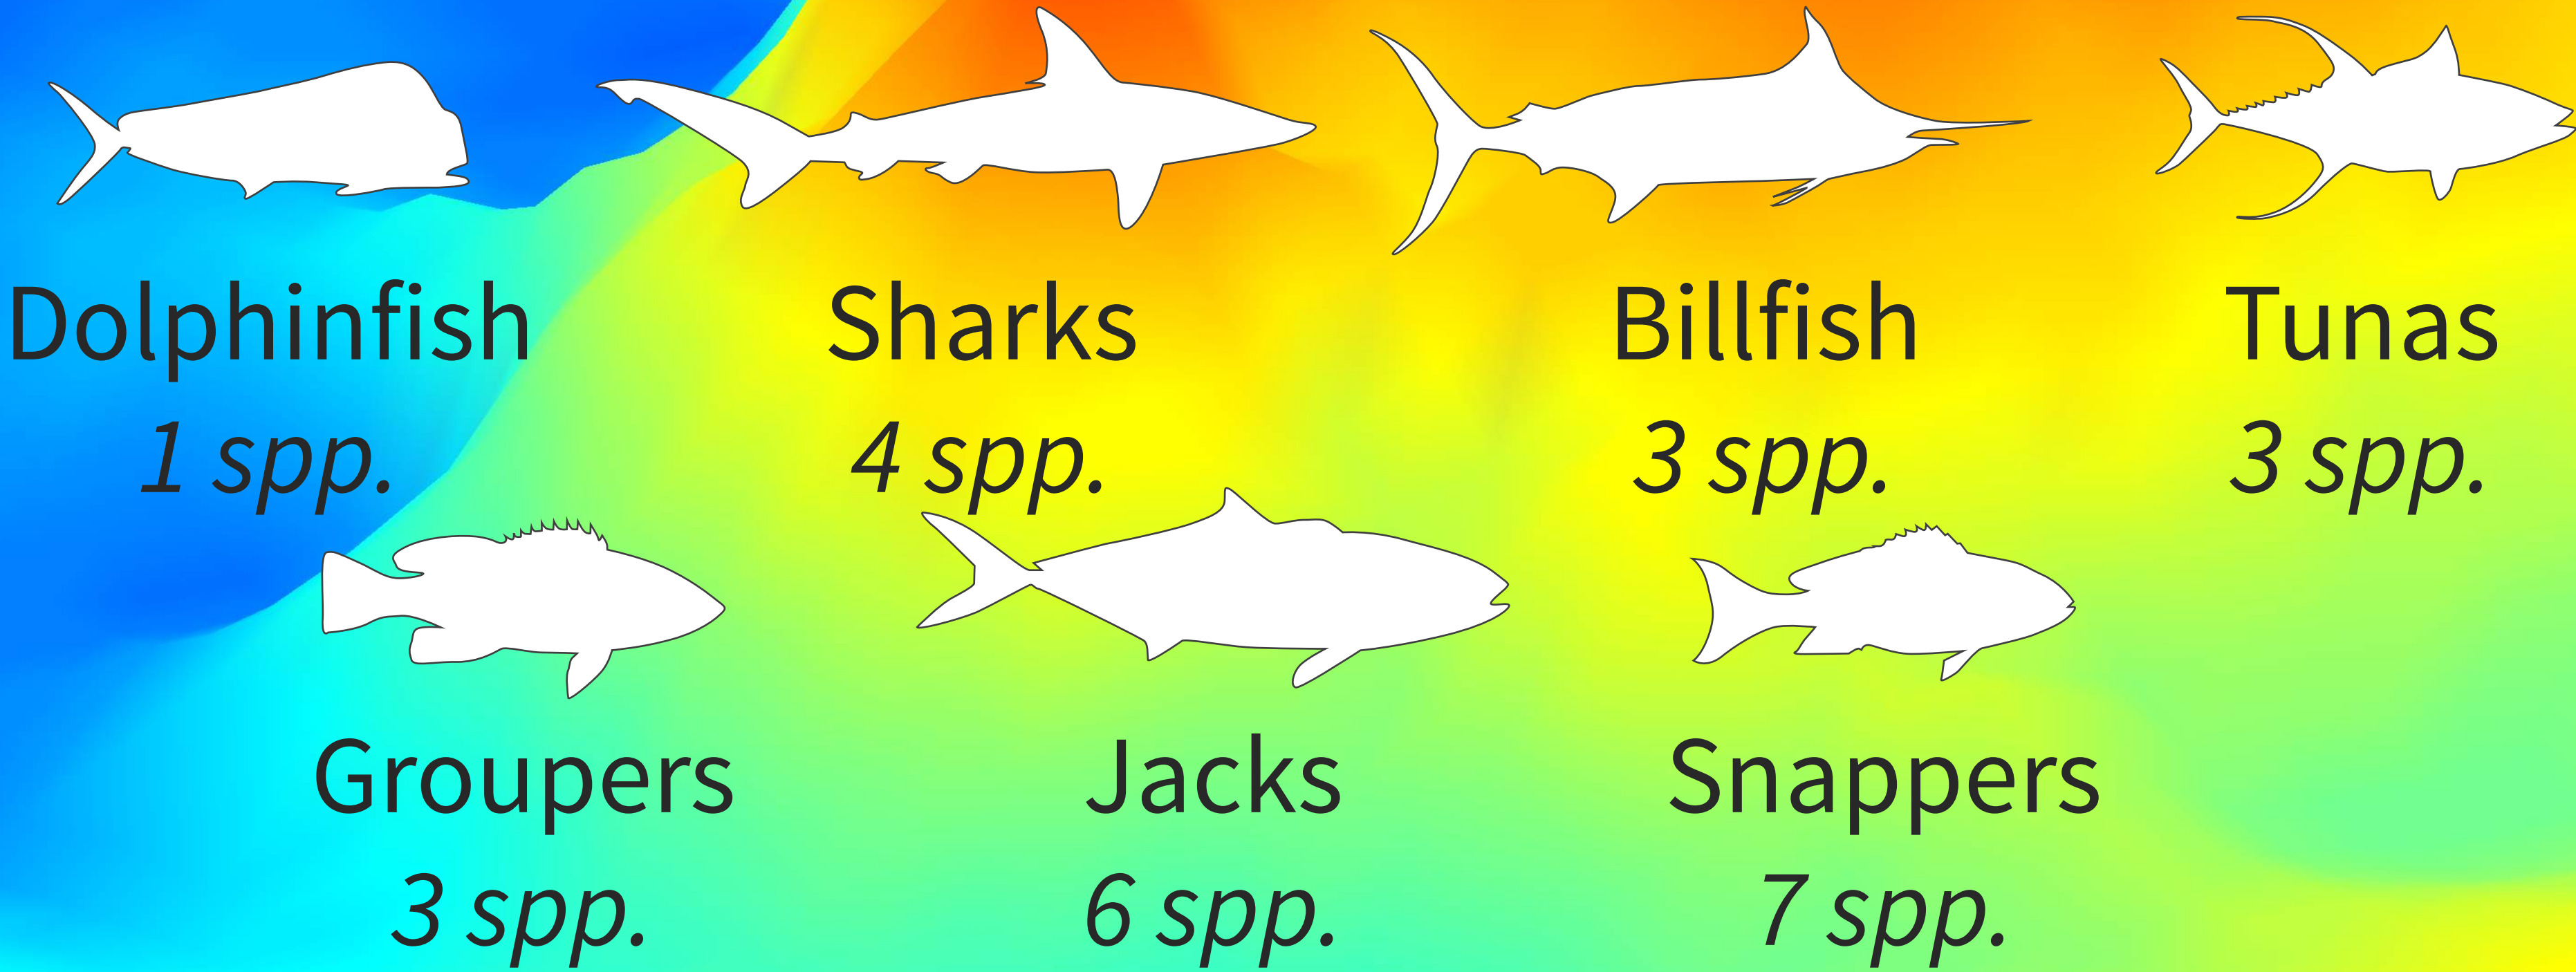 Dolphinfish Sharks Billfish Tunas
1 spp. 4 spp. 3 spp. 3 spp.
Groupers Jacks Snappers
3 spp. 6 spp. 7 spp.